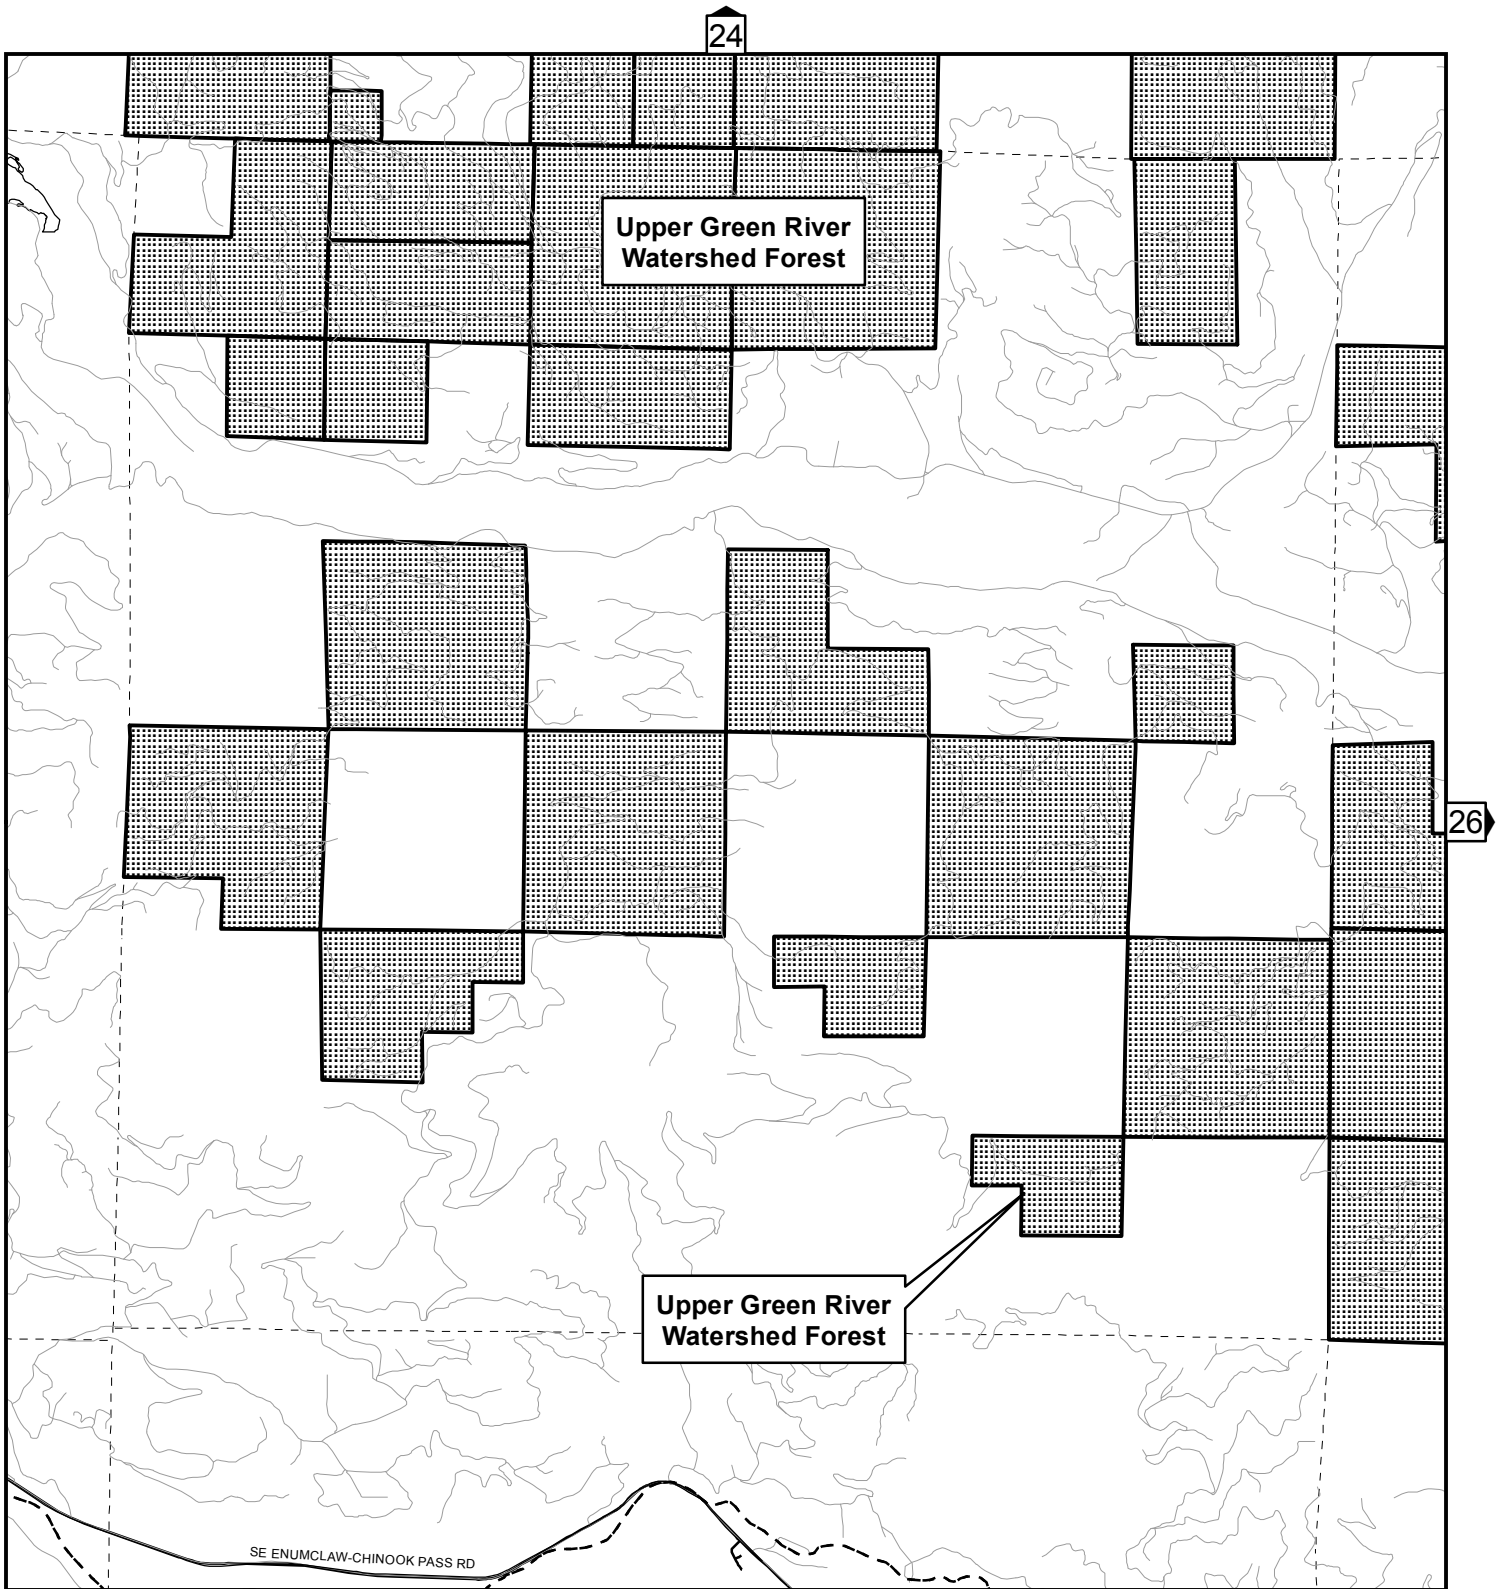 24
Upper Green River
Watershed Forest
26
Upper Green River
Watershed Forest
SE ENUMCLAW-CHINOOK PASS RD